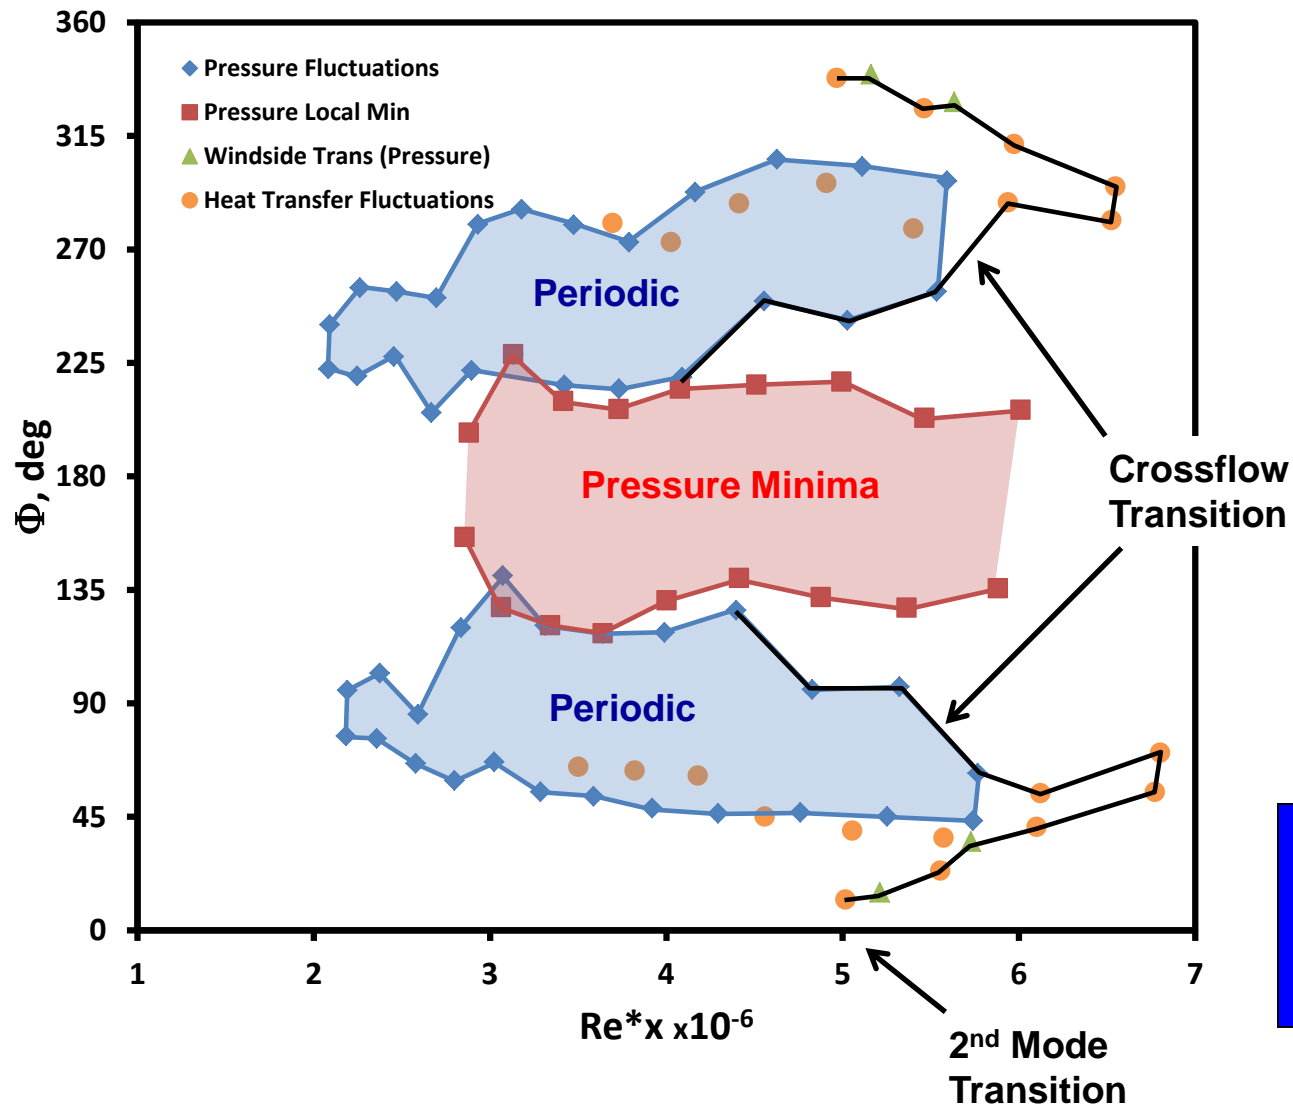 360
315
270
225
180
135
90
45
0
Φ, deg
Pressure Fluctuations
Pressure Local Min
Windside Trans (Pressure)
Heat Transfer Fluctuations
Periodic
Pressure Minima
Periodic
Crossflow
Transition
1 2 3 4 5 6 7
Re*x x10-6
2nd Mode
Transition